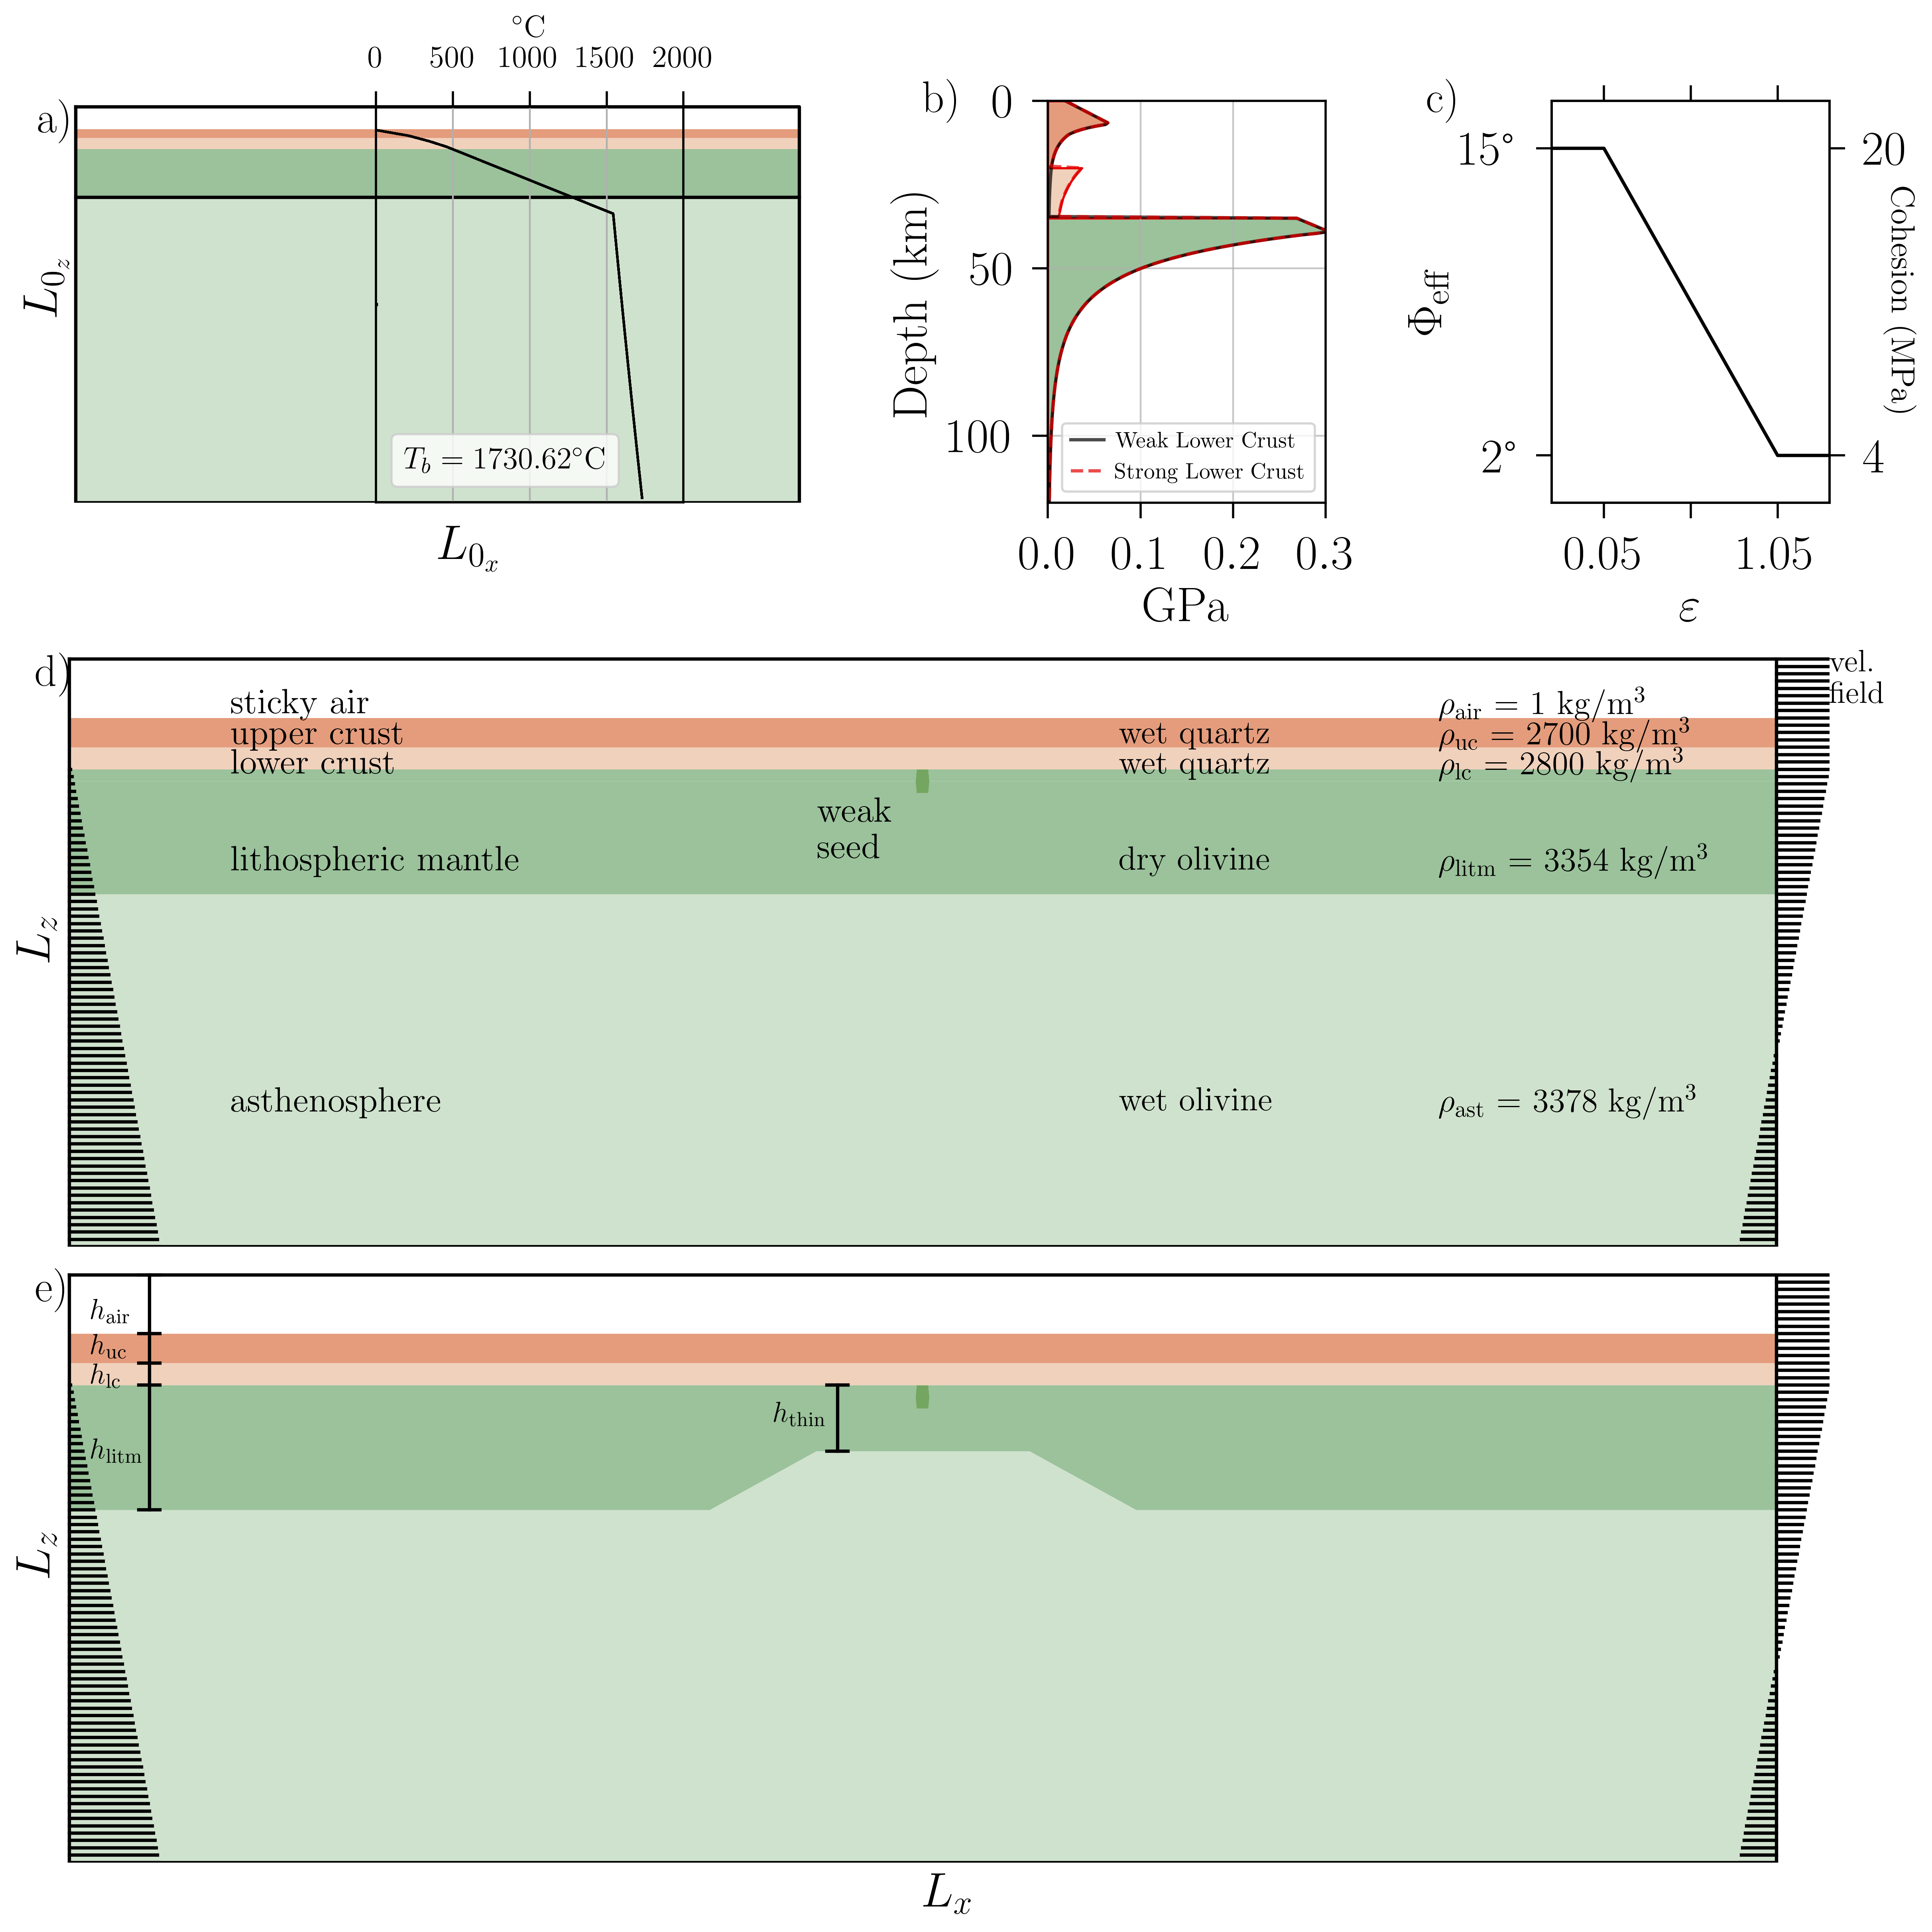 °C
0 500 1000 1500 2000
a)
L0z
Tb = 1730.62°C
L0x
b)
0
50
100
Depth (km)
Weak Lower Crust
Strong Lower Crust
0.0 0.1 0.2 0.3
GPa
c)
15°
2°
Φeff
20
4
Cohesion (MPa)
0.05 1.05
ε
d)
vel.
field
sticky air
ρair = 1 kg/m³
upper crust wet quartz ρuc = 2700 kg/m³
lower crust wet quartz ρlc = 2800 kg/m³
weak
seed
lithospheric mantle dry olivine ρlitm = 3354 kg/m³
Lz
asthenosphere wet olivine ρast = 3378 kg/m³
e)
hair
huc
hlc
hthin
hlitm
Lz
Lx